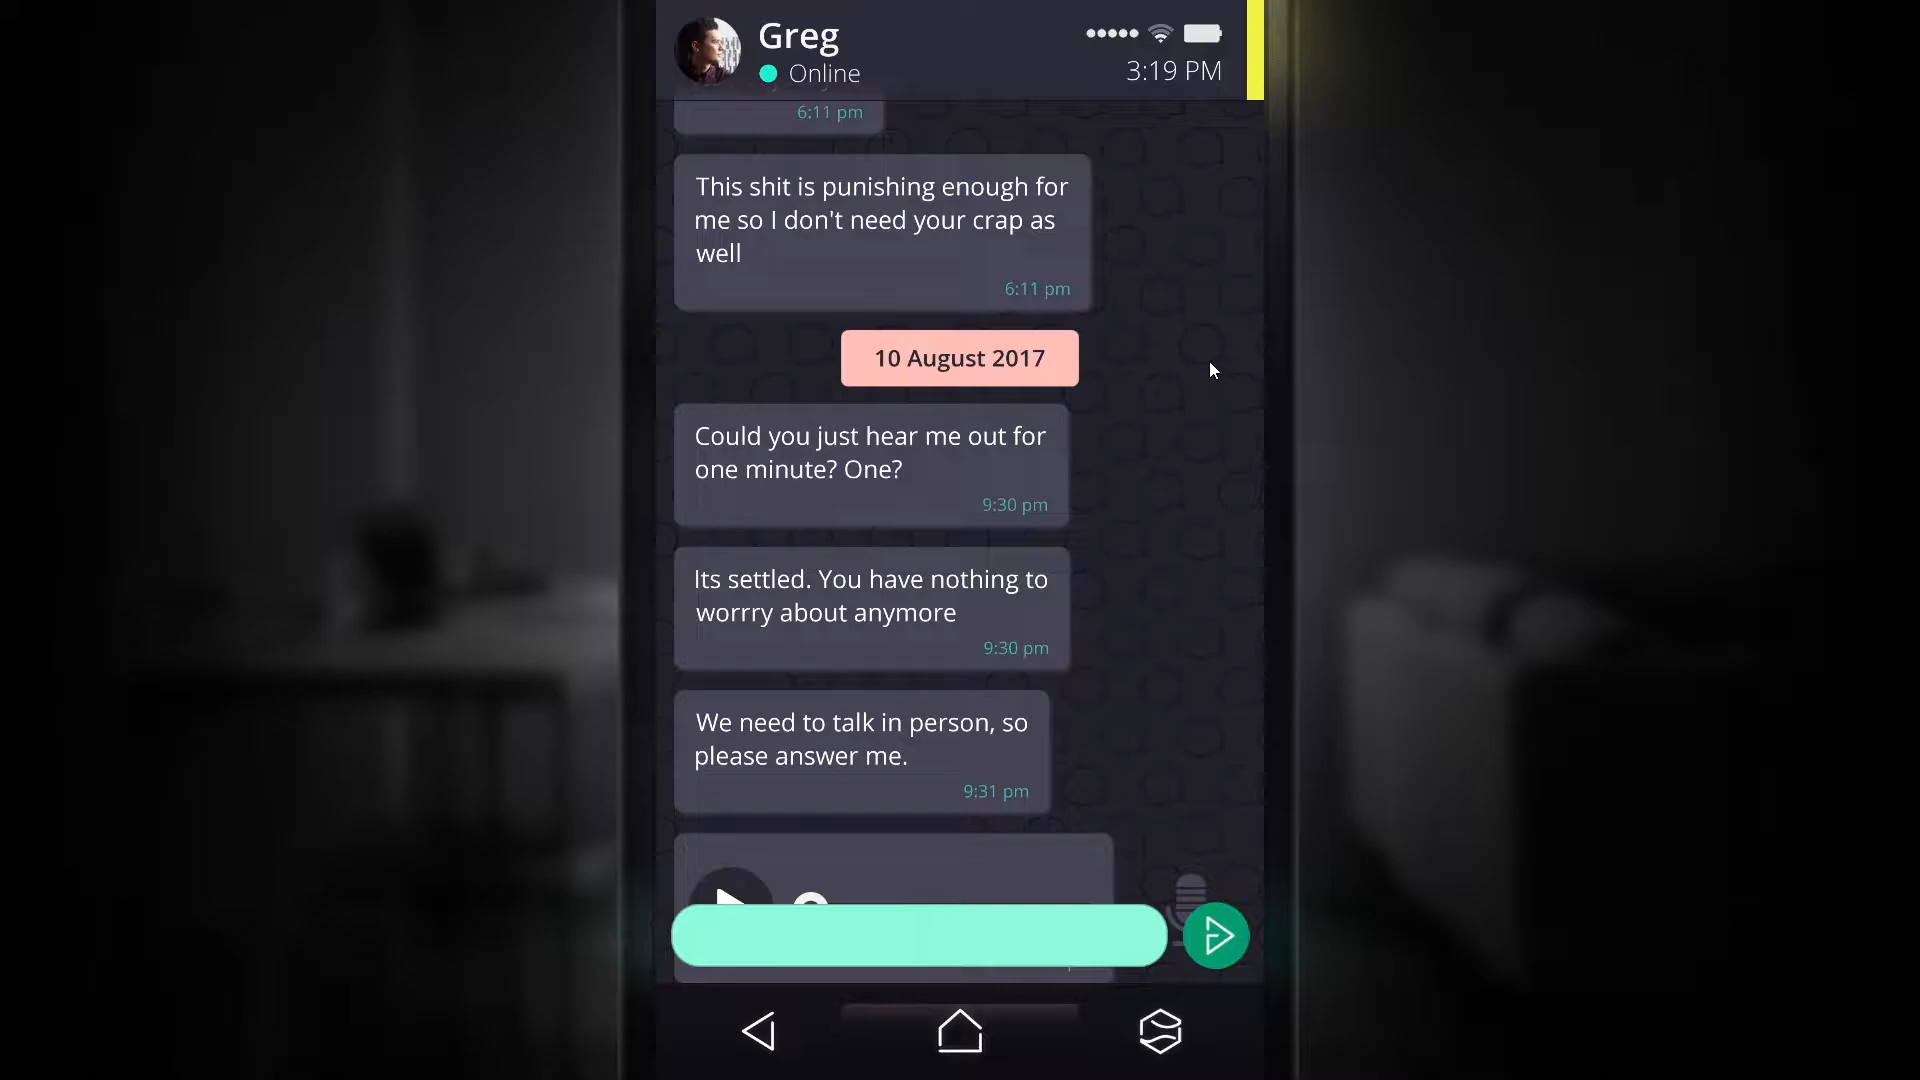 Greg
Online
3:19 PM
6:11 pm
This shit is punishing enough for
me so I don't need your crap as
well
6:11 pm
10 August 2017
Could you just hear me out for
one minute? One?
9:30 pm
Its settled. You have nothing to
worrry about anymore
9:30 pm
We need to talk in person, so
please answer me.
9:31 pm